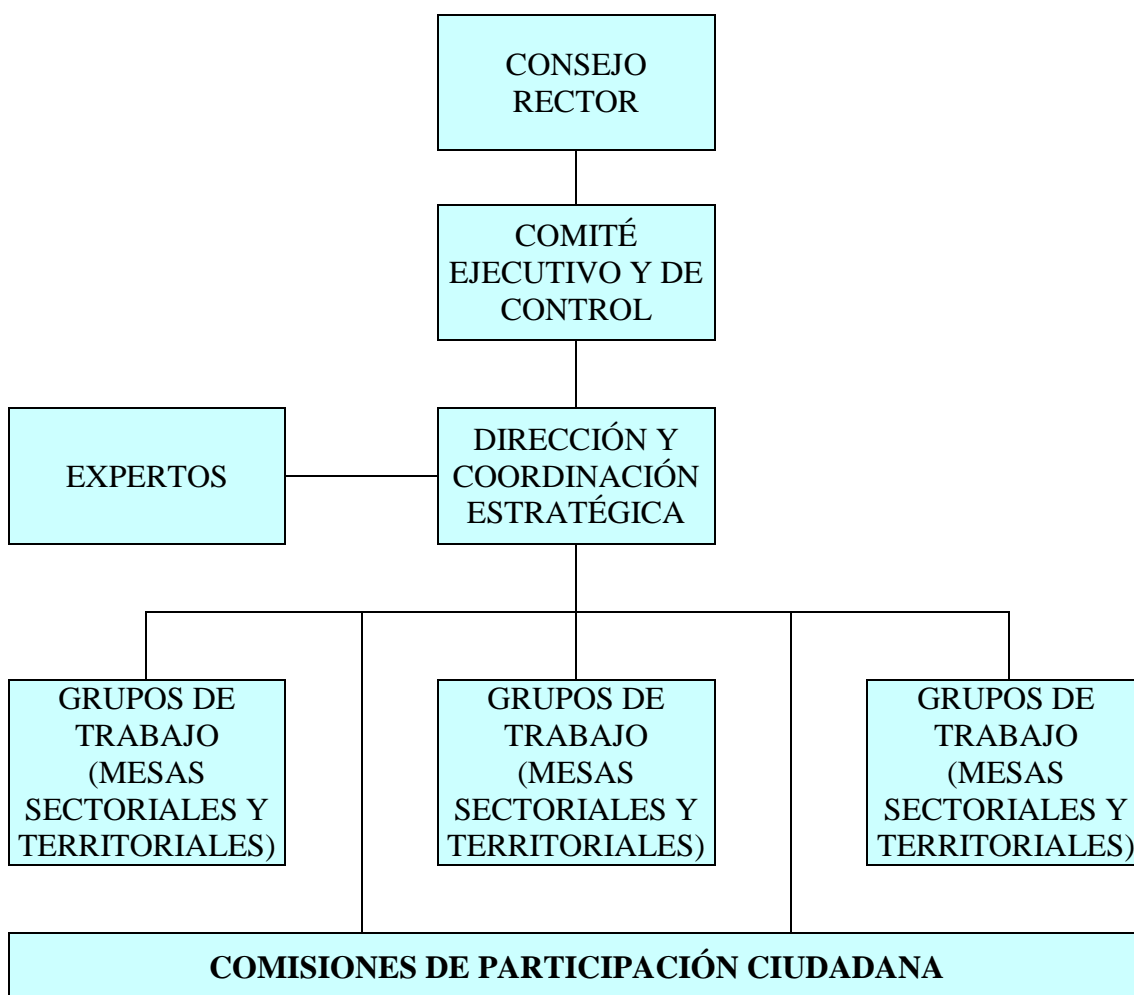 CONSEJO
RECTOR
COMITÉ
EJECUTIVO Y DE
CONTROL
EXPERTOS
DIRECCIÓN Y
COORDINACIÓN
ESTRATÉGICA
GRUPOS DE
TRABAJO
(MESAS
SECTORIALES Y
TERRITORIALES)
GRUPOS DE
TRABAJO
(MESAS
SECTORIALES Y
TERRITORIALES)
GRUPOS DE
TRABAJO
(MESAS
SECTORIALES Y
TERRITORIALES)
COMISIONES DE PARTICIPACIÓN CIUDADANA